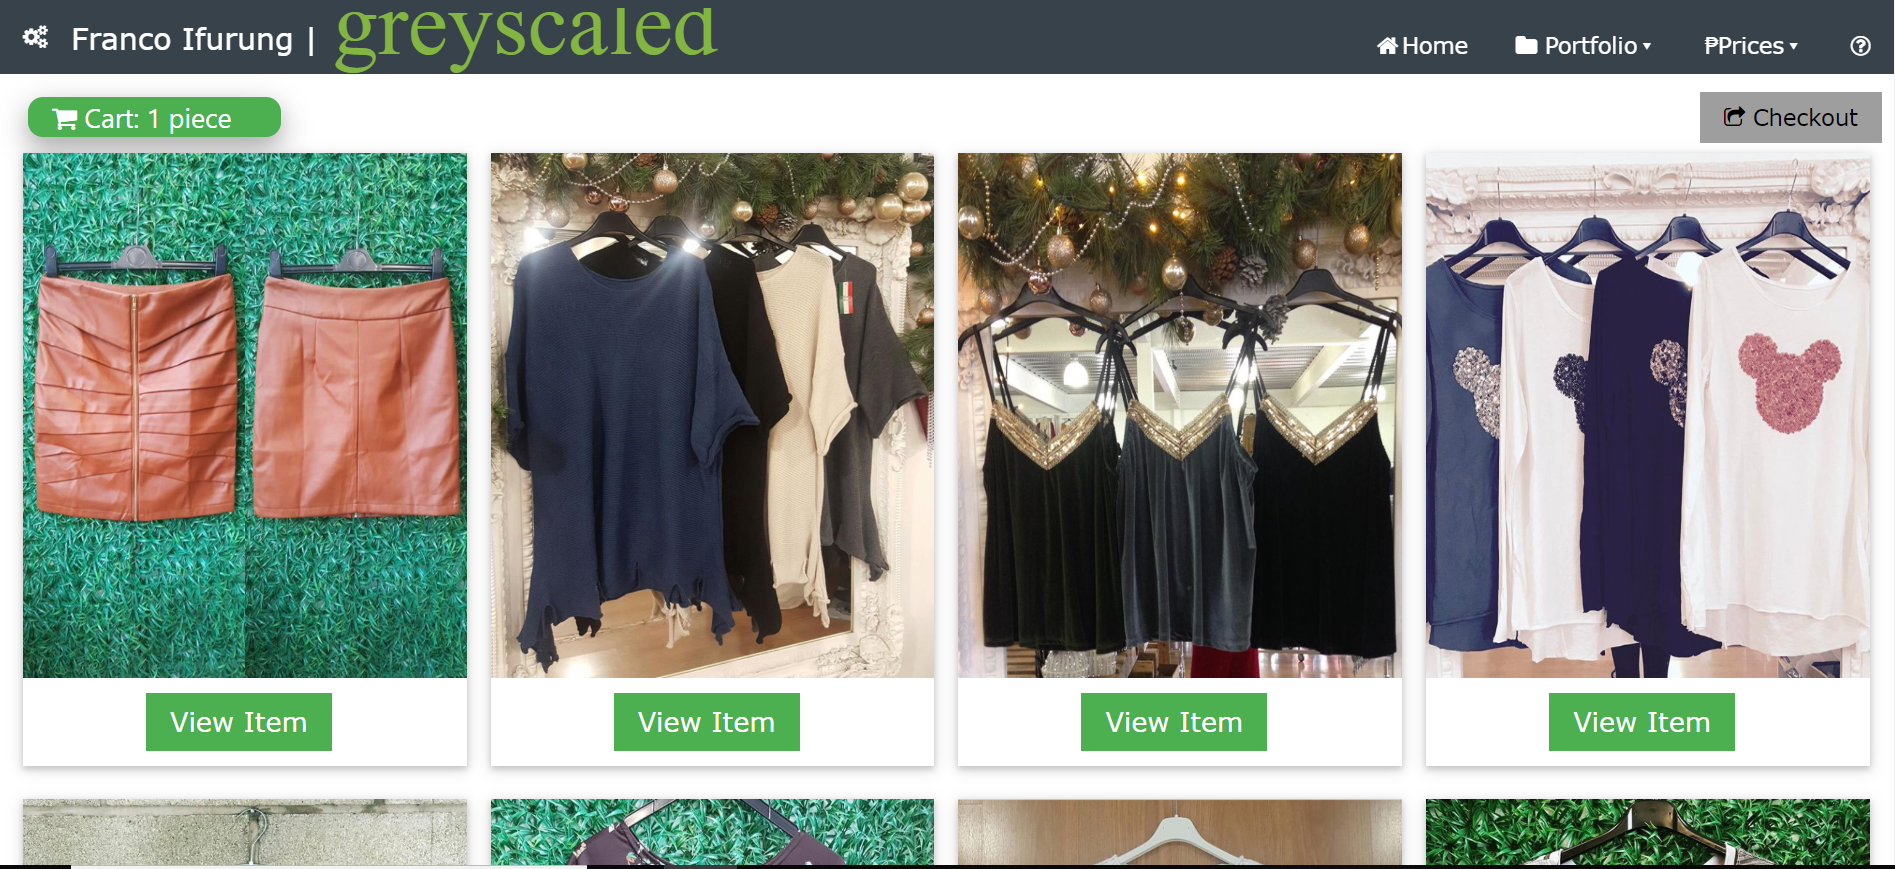 Franco Ifurung | greyscaled
Home Portfolio ₱Prices
Cart: 1 piece
Checkout
View Item View Item View Item View Item